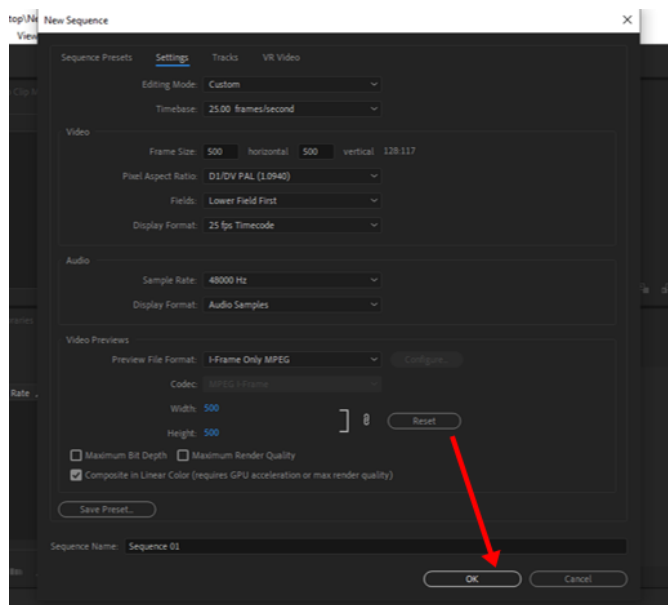 top\Ne New Sequence
View
Sequence Presets Settings Tracks VR Video
Clip M
Editing Mode: Custom
Timebase: 25.00 frames/second
Video
Frame Size: 500 horizontal 500 vertical 128:117
Pixel Aspect Ratio: D1/DV PAL (1.0940)
Fields: Lower Field First
Display Format: 25 fps Timecode
Audio
Sample Rate: 48000 Hz
Display Format: Audio Samples
Video Previews
Preview File Format: I-Frame Only MPEG Configure...
Codec: MPEG I-Frame
Rate
Width: 500
Height: 500
Reset
Maximum Bit Depth Maximum Render Quality
Composite in Linear Color (requires GPU acceleration or max render quality)
Save Preset...
Sequence Name: Sequence 01
OK Cancel